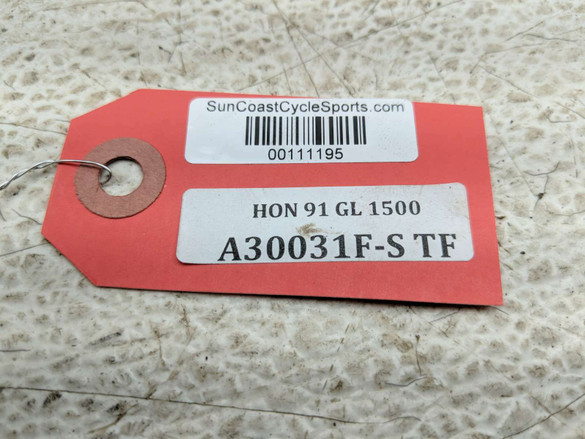 SunCoastCycleSports.com
00111195
HON 91 GL 1500
A30031F-S TF